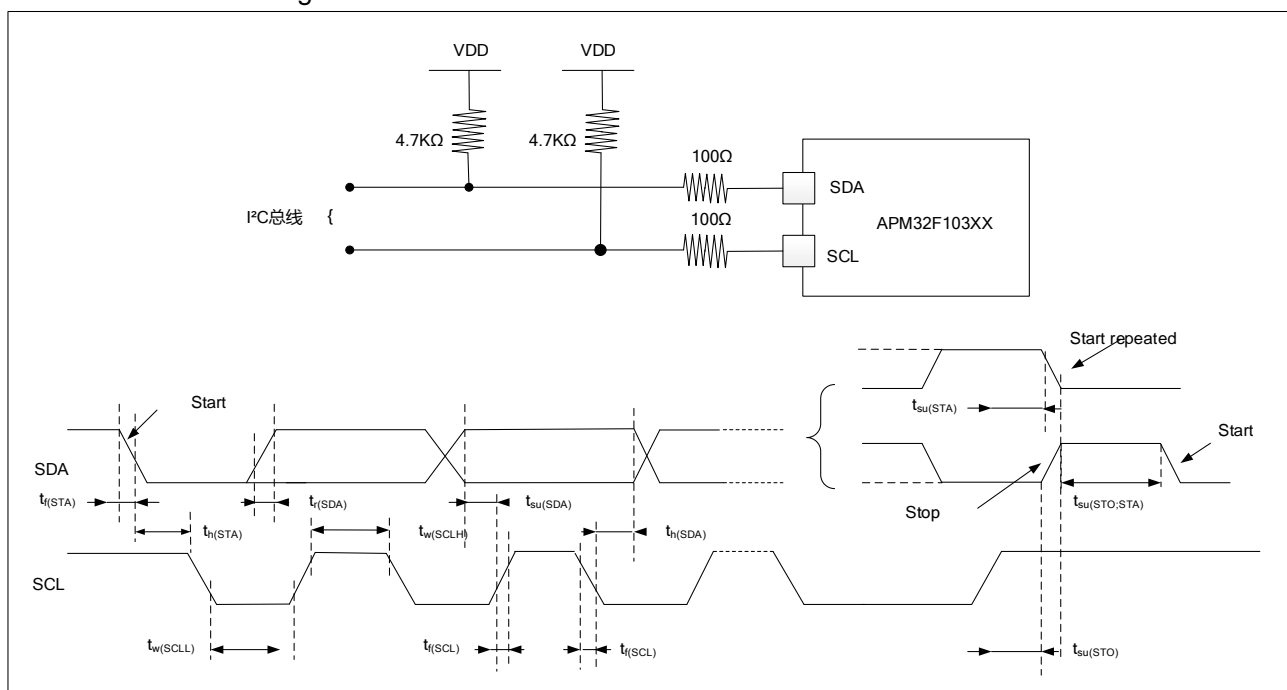 VDD VDD
4.7KΩ 4.7KΩ
100Ω
SDA
I²C总线 {
100Ω
APM32F103XX
SCL
Start repeated
Start
tsu(STA)
Start
SDA
tf(STA)
tr(SDA)
tsu(SDA)
Stop
tsu(STO;STA)
th(STA)
tw(SCLH)
th(SDA)
SCL
tw(SCLL)
tf(SCL)
tf(SCL)
tsu(STO)